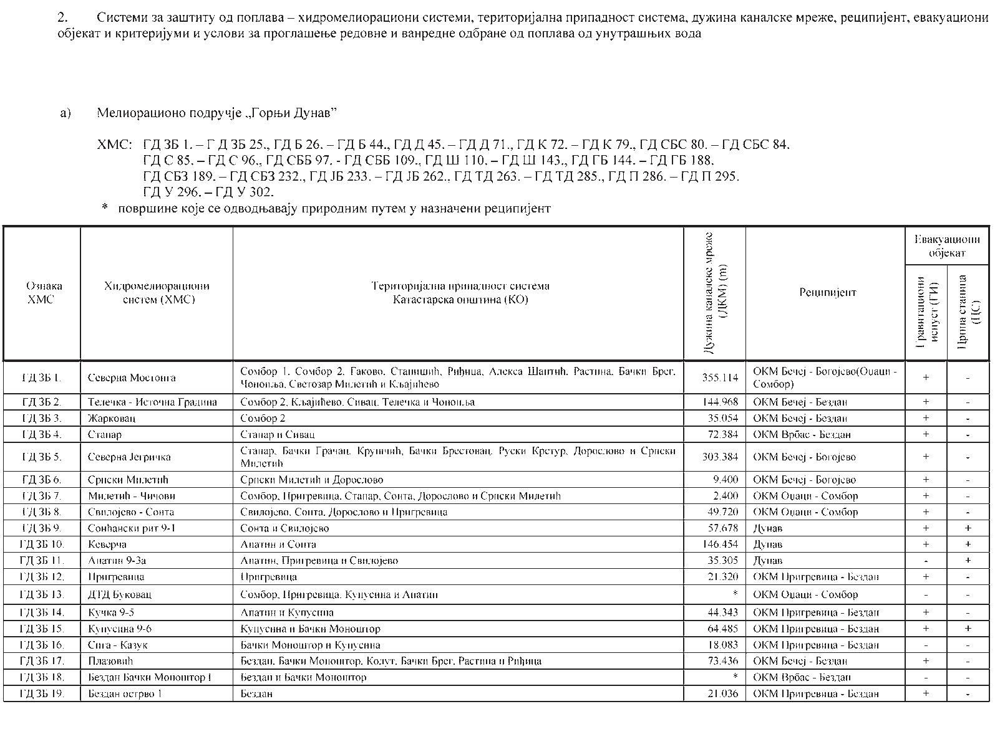 2. Системи за заштиту од поплава – хидромелиорациони системи, територијална припадност система, дужина каналске мреже, реципијент, евакуациони
објекат и критеријуми и услови за проглашење редовне и ванредне одбране од поплава од унутрашњих вода
а) Мелиорационо подручје „Горњи Дунав”
ХМС: ГД ЗБ 1. – Г Д ЗБ 25., ГД Б 26. – ГД Б 44., ГД Д 45. – ГД Д 71., ГД К 72. – ГД К 79., ГД СБС 80. – ГД СБС 84.
ГД С 85. – ГД С 96., ГД СББ 97. - ГД СББ 109., ГД Ш 110. – ГД Ш 143., ГД ГБ 144. – ГД ГБ 188.
ГД СБЗ 189. – ГД СБЗ 232., ГД ЈБ 233. – ГД ЈБ 262., ГД ТД 263. – ГД ТД 285., ГД П 286. – ГД П 295.
ГД У 296. – ГД У 302.
* површине које се одводњавају природним путем у назначени реципијент
Ознака
ХМС
Хидромелиорациони
систем (ХМС)
Територијална припадност система
Катастарска општина (КО)
Дужина каналске мреже
(ДКМ) (m)
Реципијент
Евакуациони
објекат
Гравитациони
испуст (ГИ)
Црпна станица
(ЦС)
ГД ЗБ 1. Северна Мостонга Сомбор 1, Сомбор 2, Гаково, Станишић, Риђица, Алекса Шантић, Растина, Бачки Брег, 355.114 ОКМ Бечеј - Богојево(Оџаци - + -
Чонопља, Светозар Милетић и Кљајићево Сомбор)
ГД ЗБ 2. Телечка - Источна Градина Сомбор 2, Кљајићево, Сивац, Телечка и Чонопља 144.968 ОКМ Бечеј - Бездан + -
ГД ЗБ 3. Жарковац Сомбор 2 35.054 ОКМ Бечеј - Бездан + -
ГД ЗБ 4. Стапар Стапар и Сивац 72.384 ОКМ Врбас - Бездан + -
ГД ЗБ 5. Северна Јегричка Стапар, Бачки Грачац, Крушчић, Бачки Брестовац, Руски Крстур, Дорослово и Српски 303.384 ОКМ Бечеј - Богојево + -
Милетић
ГД ЗБ 6. Српски Милетић Српски Милетић и Дорослово 9.400 ОКМ Бечеј - Богојево + -
ГД ЗБ 7. Милетић - Чичови Сомбор, Пригревица, Стапар, Сонта, Дорослово и Српски Милетић 2.400 ОКМ Оџаци - Сомбор + -
ГД ЗБ 8. Свилојево - Сонта Свилојево, Сонта, Дорослово и Пригревица 49.720 ОКМ Оџаци - Сомбор + -
ГД ЗБ 9. Сонћански рит 9-1 Сонта и Свилојево 57.678 Дунав + +
ГД ЗБ 10. Кеверча Апатин и Сонта 146.454 Дунав + +
ГД ЗБ 11. Апатин 9-3а Апатин, Пригревица и Свилојево 35.305 Дунав - +
ГД ЗБ 12. Пригревица Пригревица 21.320 ОКМ Пригревица - Бездан + -
ГД ЗБ 13. ДТД Буковац Сомбор, Пригревица, Купусина и Апатин * ОКМ Оџаци - Сомбор - -
ГД ЗБ 14. Кучка 9-5 Апатин и Купусина 44.343 ОКМ Пригревица - Бездан + -
ГД ЗБ 15. Купусина 9-6 Купусина и Бачки Моноштор 64.485 ОКМ Пригревица - Бездан + +
ГД ЗБ 16. Сига - Казук Бачки Моноштор и Купусина 18.083 ОКМ Пригревица - Бездан - -
ГД ЗБ 17. Плазовић Бездан, Бачки Моноштор, Колут, Бачки Брег, Растина и Риђица 73.436 ОКМ Бечеј - Бездан + -
ГД ЗБ 18. Бездан Бачки Моноштор I Бездан и Бачки Моноштор * ОКМ Врбас - Бездан - -
ГД ЗБ 19. Бездан острво 1 Бездан 21.036 ОКМ Пригревица - Бездан + -